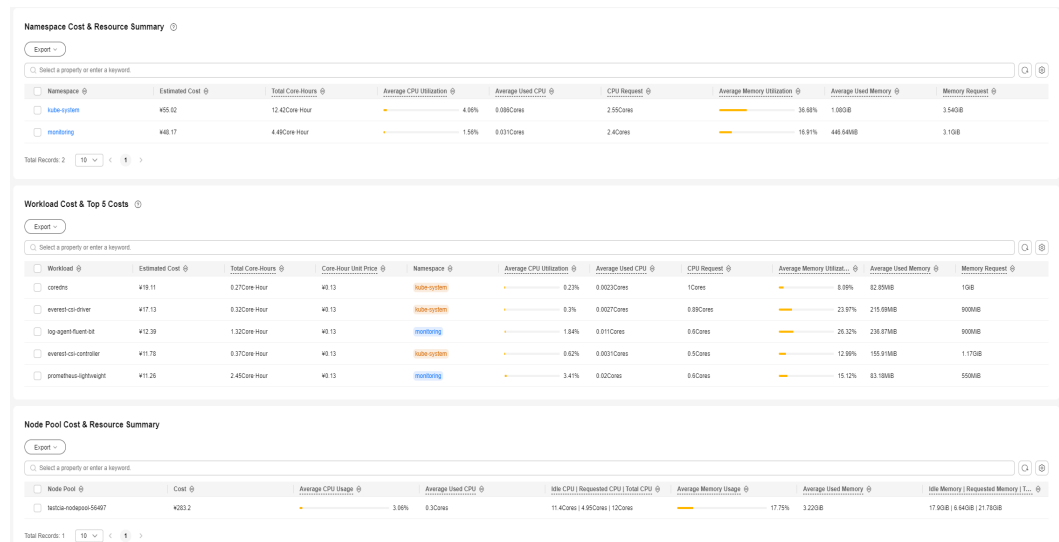 Namespace Cost & Resource Summary
Export
Select a property or enter a keyword.
Namespace Estimated Cost Total Core-Hours Average CPU Utilization Average Used CPU CPU Request Average Memory Utilization Average Used Memory Memory Request
kube-system ¥55.02 12.42Core·Hour 4.06% 0.086Cores 2.55Cores 36.68% 1.08GiB 3.54GiB
monitoring ¥48.17 4.49Core·Hour 1.56% 0.031Cores 2.4Cores 16.91% 446.64MiB 3.1GiB
Total Records: 2 10 < 1 >
Workload Cost & Top 5 Costs
Export
Select a property or enter a keyword.
Workload Estimated Cost Total Core-Hours Core-Hour Unit Price Namespace Average CPU Utilization Average Used CPU CPU Request Average Memory Utilizat... Average Used Memory Memory Request
coredns ¥19.11 0.27Core·Hour ¥0.13 kube-system 0.23% 0.0023Cores 1Cores 8.09% 82.85MiB 1GiB
everest-csi-driver ¥17.13 0.32Core·Hour ¥0.13 kube-system 0.3% 0.0027Cores 0.89Cores 23.97% 215.69MiB 900MiB
log-agent-fluent-bit ¥12.39 1.32Core·Hour ¥0.13 monitoring 1.84% 0.011Cores 0.6Cores 26.32% 236.87MiB 900MiB
everest-csi-controller ¥11.78 0.37Core·Hour ¥0.13 kube-system 0.62% 0.0031Cores 0.5Cores 12.99% 155.91MiB 1.17GiB
prometheus-lightweight ¥11.26 2.45Core·Hour ¥0.13 monitoring 3.41% 0.02Cores 0.6Cores 15.12% 83.18MiB 550MiB
Node Pool Cost & Resource Summary
Export
Select a property or enter a keyword.
Node Pool Cost Average CPU Usage Average Used CPU Idle CPU | Requested CPU | Total CPU Average Memory Usage Average Used Memory Idle Memory | Requested Memory | T...
testcia-nodepool-56497 ¥283.2 3.06% 0.3Cores 11.4Cores | 4.95Cores | 12Cores 17.75% 3.22GiB 17.9GiB | 6.64GiB | 21.78GiB
Total Records: 1 10 < 1 >